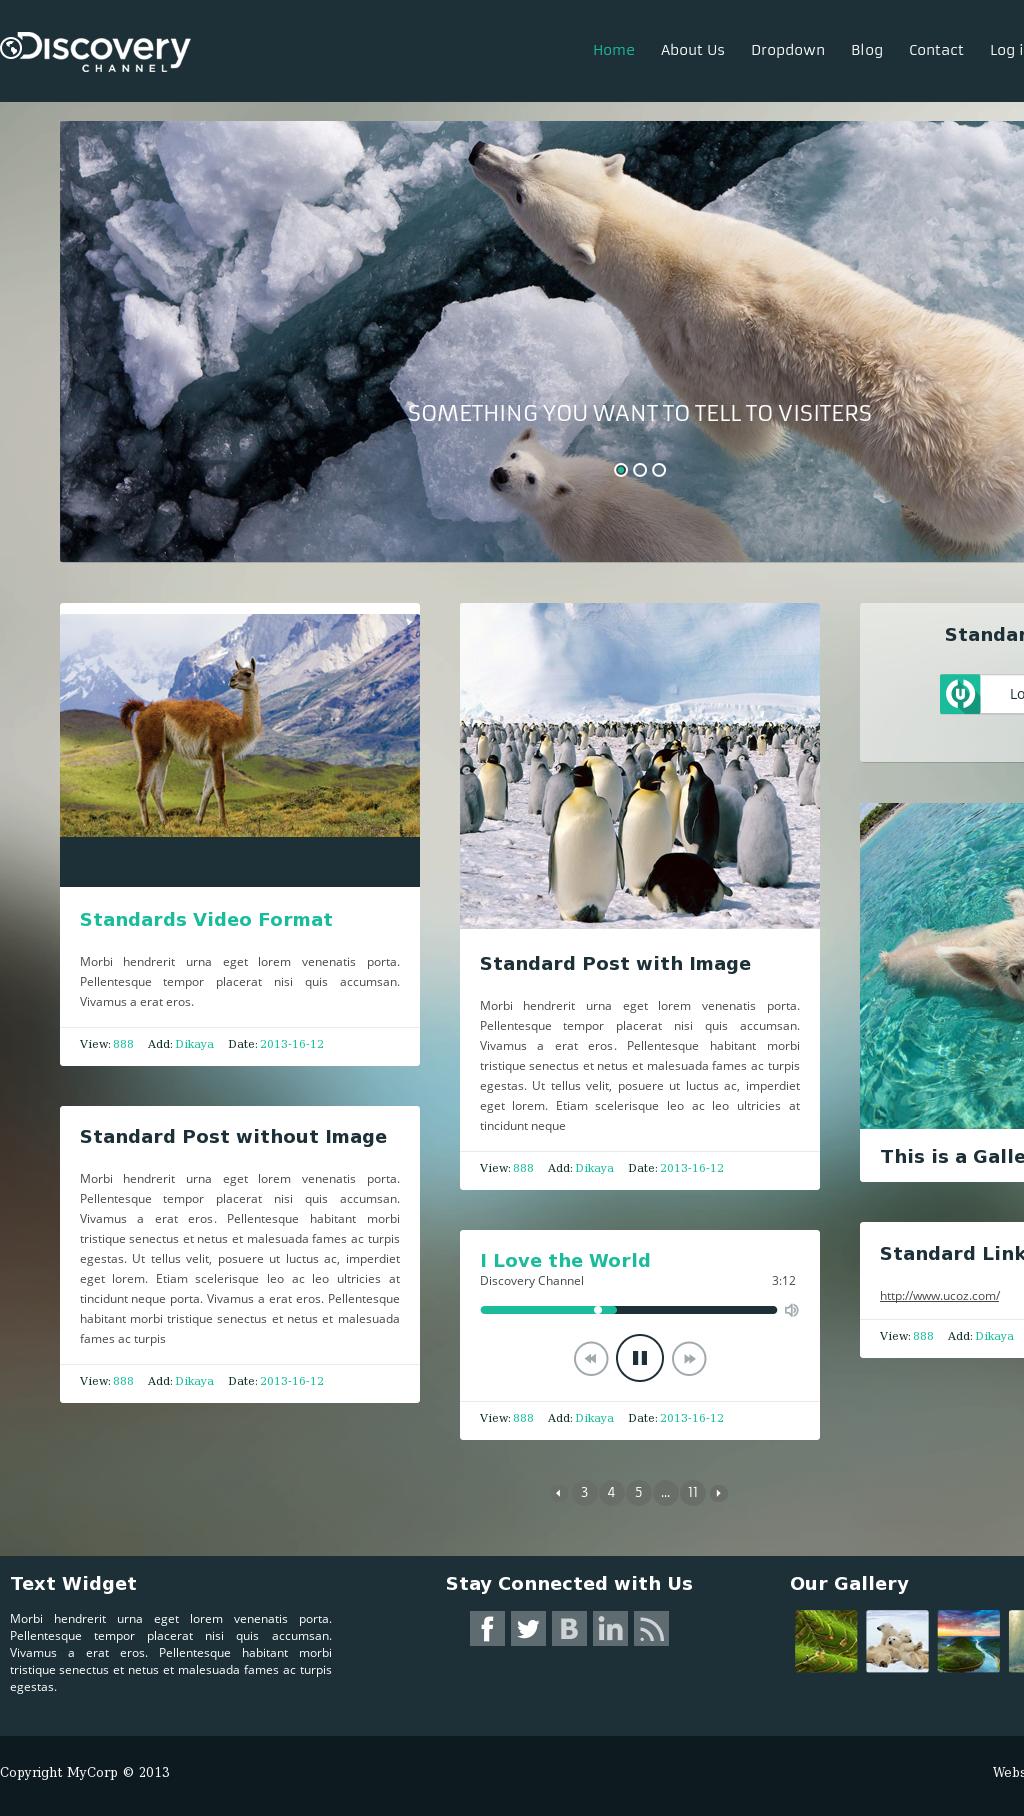 Discovery
CHANNEL
Home About Us Dropdown Blog Contact Log
SOMETHING YOU WANT TO TELL TO VISITERS
Standards Video Format
Morbi hendrerit urna eget lorem venenatis porta.
Pellentesque tempor placerat nisi quis accumsan.
Vivamus a erat eros.
View: 888 Add: Dikaya Date: 2013-16-12
Standard Post without Image
Morbi hendrerit urna eget lorem venenatis porta.
Pellentesque tempor placerat nisi quis accumsan.
Vivamus a erat eros. Pellentesque habitant morbi
tristique senectus et netus et malesuada fames ac turpis
egestas. Ut tellus velit, posuere ut luctus ac, imperdiet
eget lorem. Etiam scelerisque leo ac leo ultricies at
tincidunt neque porta. Vivamus a erat eros. Pellentesque
habitant morbi tristique senectus et netus et malesuada
fames ac turpis
View: 888 Add: Dikaya Date: 2013-16-12
Standard Post with Image
Morbi hendrerit urna eget lorem venenatis porta.
Pellentesque tempor placerat nisi quis accumsan.
Vivamus a erat eros. Pellentesque habitant morbi
tristique senectus et netus et malesuada fames ac turpis
egestas. Ut tellus velit, posuere ut luctus ac, imperdiet
eget lorem. Etiam scelerisque leo ac leo ultricies at
tincidunt neque
View: 888 Add: Dikaya Date: 2013-16-12
I Love the World
Discovery Channel 3:12
View: 888 Add: Dikaya Date: 2013-16-12
This is a
Standard Link
http://www.ucoz.com/
View: 888 Add: Dikaya
3 4 5 ... 11
Text Widget
Morbi hendrerit urna eget lorem venenatis porta.
Pellentesque tempor placerat nisi quis accumsan.
Vivamus a erat eros. Pellentesque habitant morbi
tristique senectus et netus et malesuada fames ac turpis
egestas.
Stay Connected with Us
Our Gallery
Copyright MyCorp © 2013